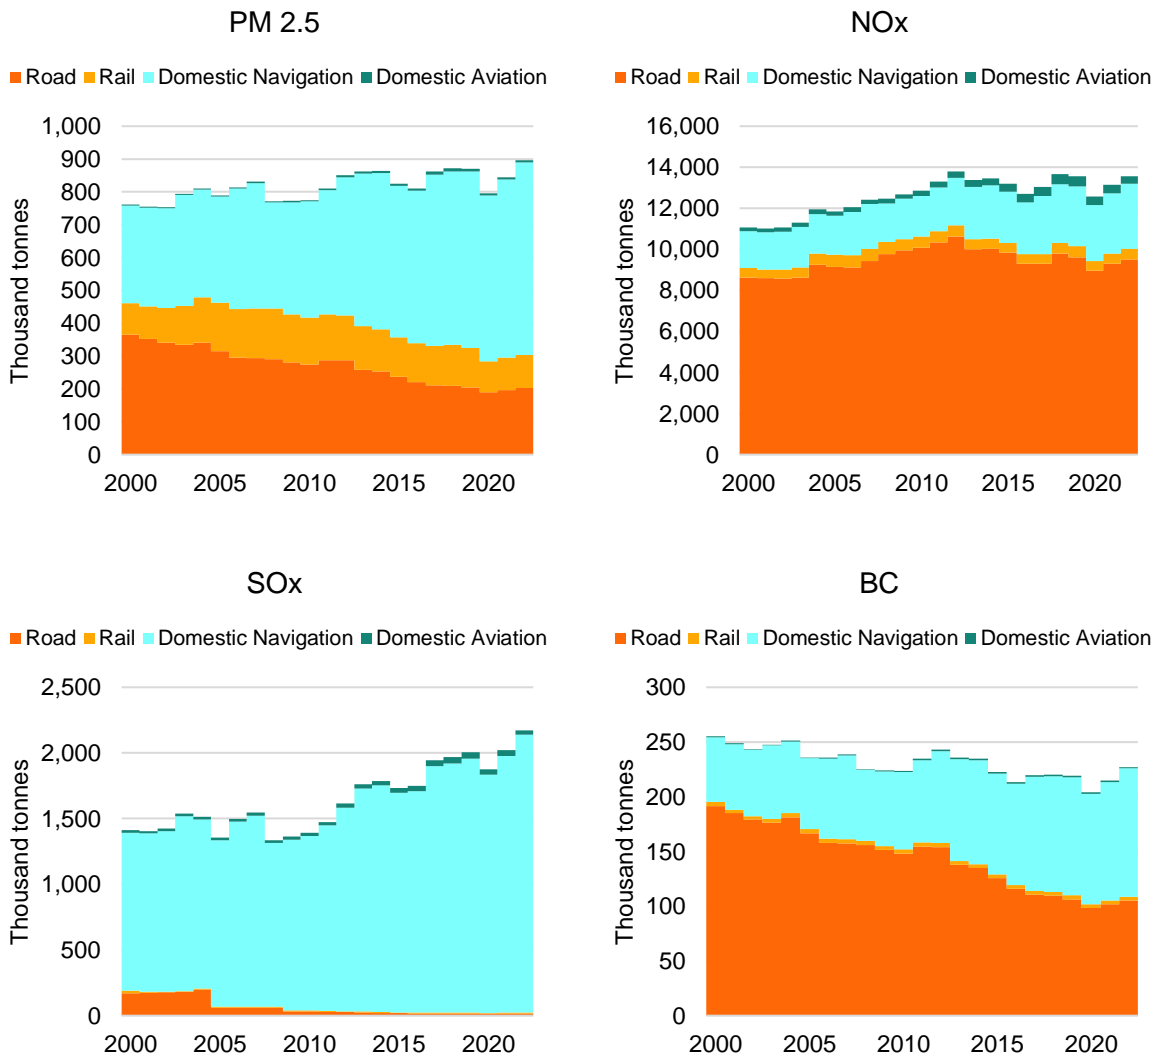 PM 2.5
Road Rail Domestic Navigation Domestic Aviation
Thousand tonnes
1,000
900
800
700
600
500
400
300
200
100
0
2000 2005 2010 2015 2020
NOx
Road Rail Domestic Navigation Domestic Aviation
Thousand tonnes
16,000
14,000
12,000
10,000
8,000
6,000
4,000
2,000
0
2000 2005 2010 2015 2020
SOx
Road Rail Domestic Navigation Domestic Aviation
Thousand tonnes
2,500
2,000
1,500
1,000
500
0
2000 2005 2010 2015 2020
BC
Road Rail Domestic Navigation Domestic Aviation
Thousand tonnes
300
250
200
150
100
50
0
2000 2005 2010 2015 2020